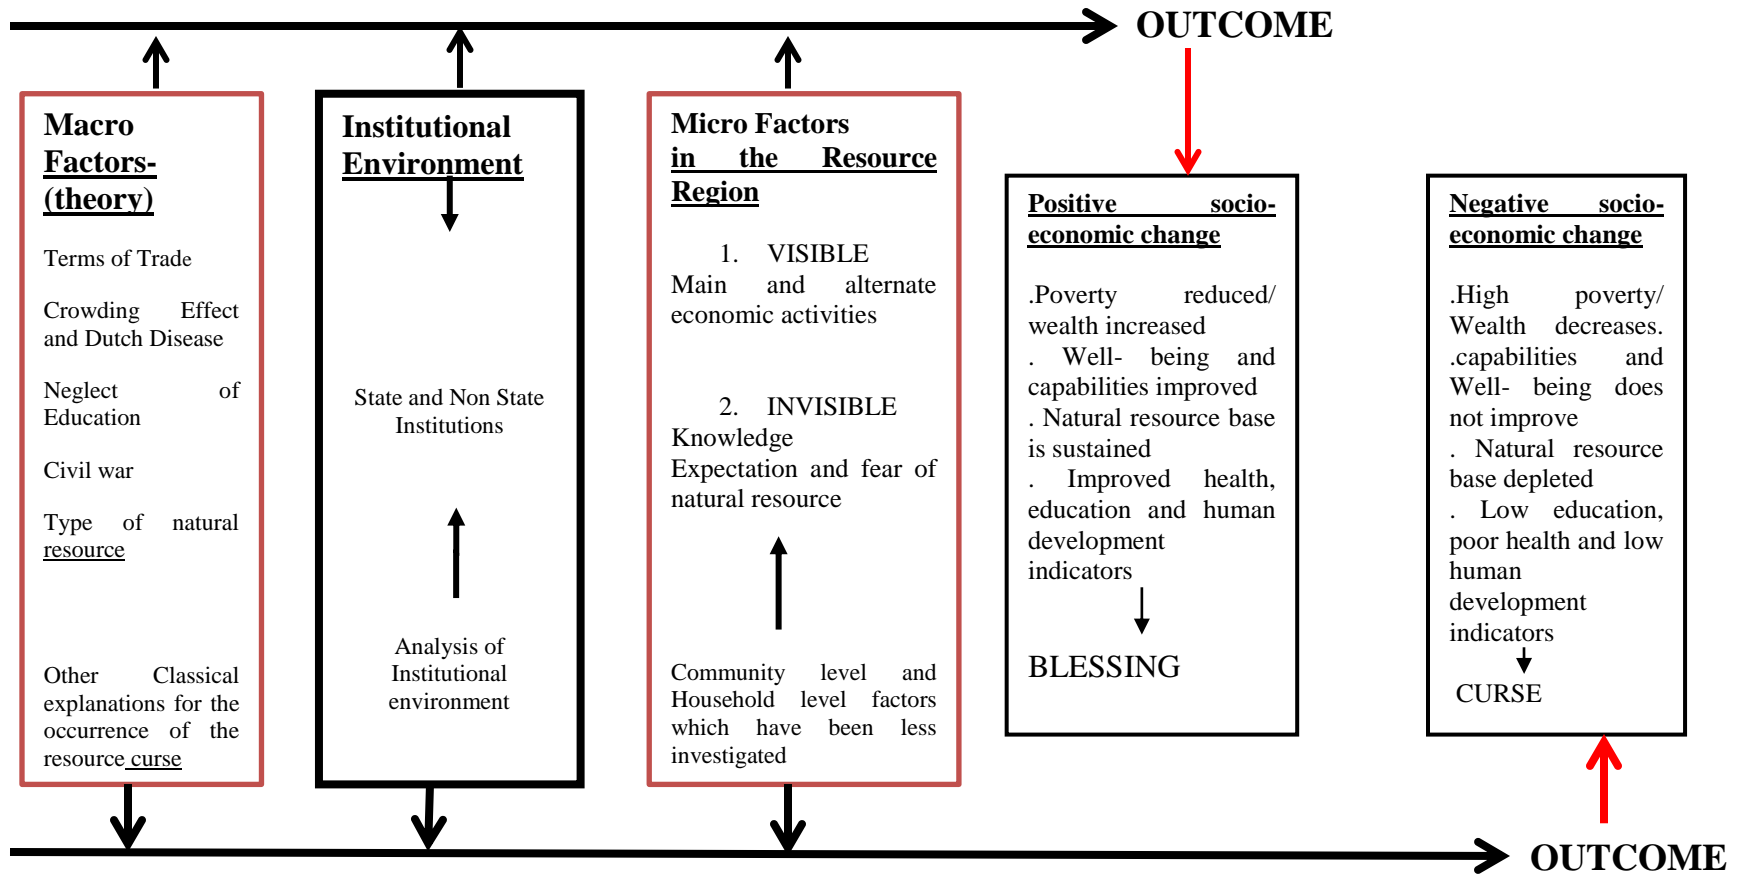 OUTCOME
Macro
Factors-
(theory)
Terms of Trade
Crowding Effect
and Dutch Disease
Neglect of
Education
Civil war
Type of natural
resource
Other Classical
explanations for the
occurrence of the
resource curse
Institutional
Environment
State and Non State
Institutions
Analysis of
Institutional
environment
Micro Factors
in the Resource
Region
1. VISIBLE
Main and alternate
economic activities
2. INVISIBLE
Knowledge
Expectation and fear of
natural resource
Community level and
Household level factors
which have been less
investigated
Positive socio-
economic change
.Poverty reduced/
wealth increased
. Well- being and
capabilities improved
. Natural resource base
is sustained
. Improved health,
education and human
development
indicators
BLESSING
Negative socio-
economic change
.High poverty/
Wealth decreases.
.capabilities and
Well- being does
not improve
. Natural resource
base depleted
. Low education,
poor health and low
human
development
indicators
CURSE
OUTCOME